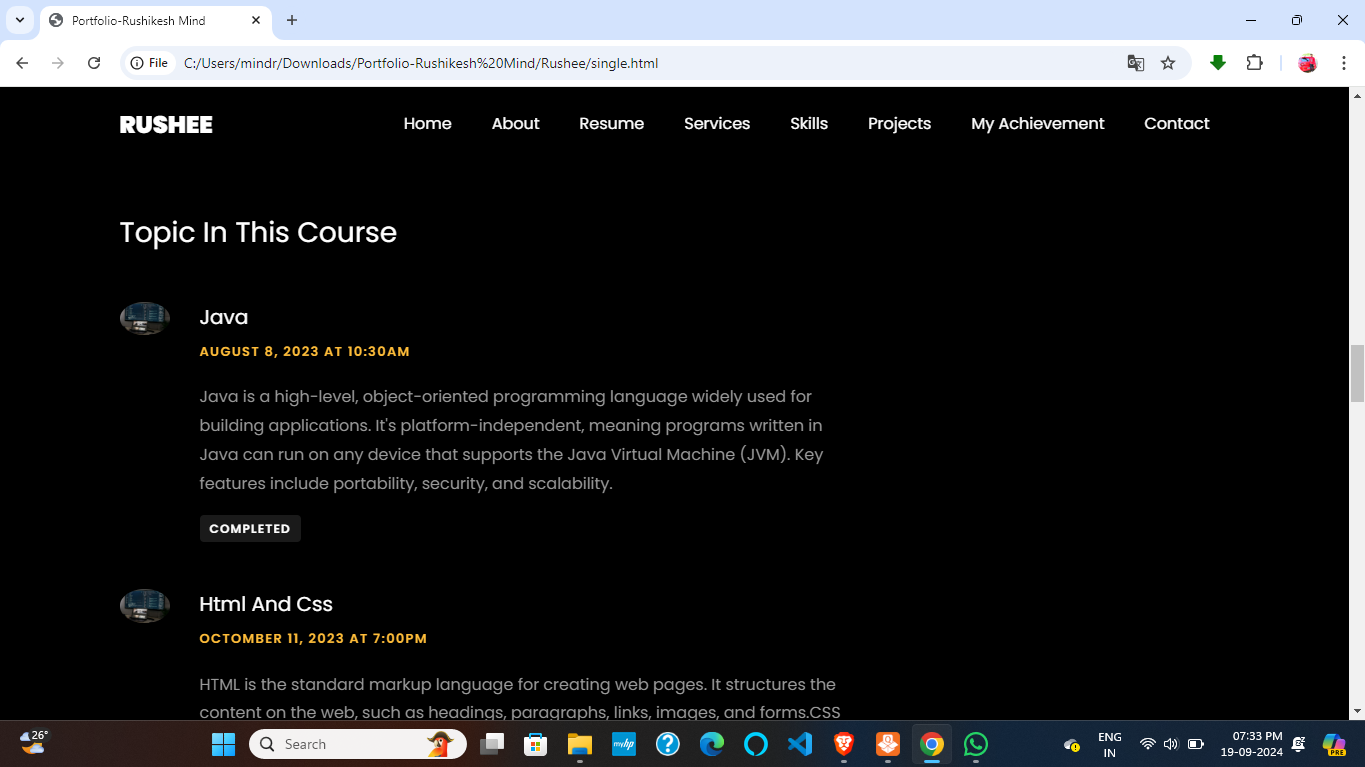 Portfolio-Rushikesh Mind
File C:/Users/mindr/Downloads/Portfolio-Rushikesh%20Mind/Rushee/single.html
RUSHEE Home About Resume Services Skills Projects My Achievement Contact
Topic In This Course
Java
AUGUST 8, 2023 AT 10:30AM
Java is a high-level, object-oriented programming language widely used for
building applications. It's platform-independent, meaning programs written in
Java can run on any device that supports the Java Virtual Machine (JVM). Key
features include portability, security, and scalability.
COMPLETED
Html And Css
OCTOMBER 11, 2023 AT 7:00PM
HTML is the standard markup language for creating web pages. It structures the
content on the web, such as headings, paragraphs, links, images, and forms.CSS
26°
Search
myhp
ENG
IN
07:33 PM
19-09-2024
PRE